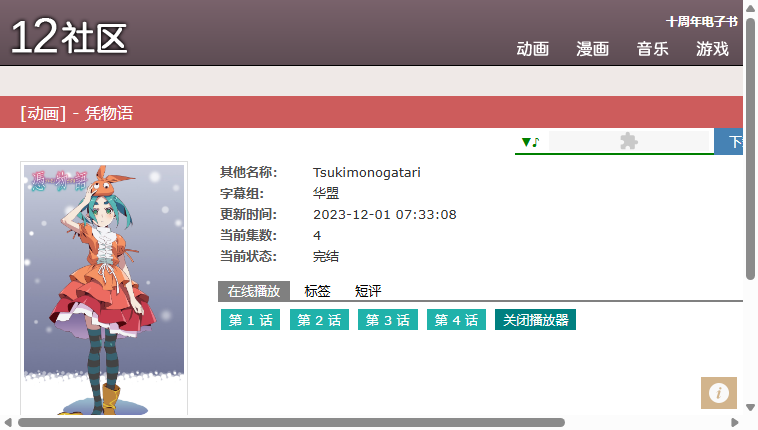 12社区
十周年电子书
动画 漫画 音乐 游戏
[动画] - 凭物语
▼♪
憑物語
其他名称: Tsukimonogatari
字幕组: 华盟
更新时间: 2023-12-01 07:33:08
当前集数: 4
当前状态: 完结
在线播放 标签 短评
第 1 话 第 2 话 第 3 话 第 4 话 关闭播放器